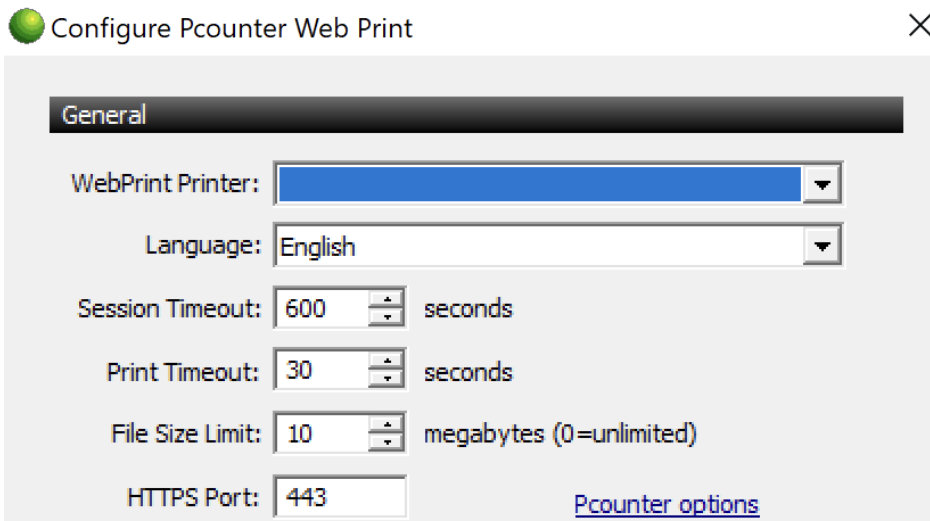 Configure Pcounter Web Print
General
WebPrint Printer:
Language: English
Session Timeout: 600 seconds
Print Timeout: 30 seconds
File Size Limit: 10 megabytes (0=unlimited)
HTTPS Port: 443 Pcounter options